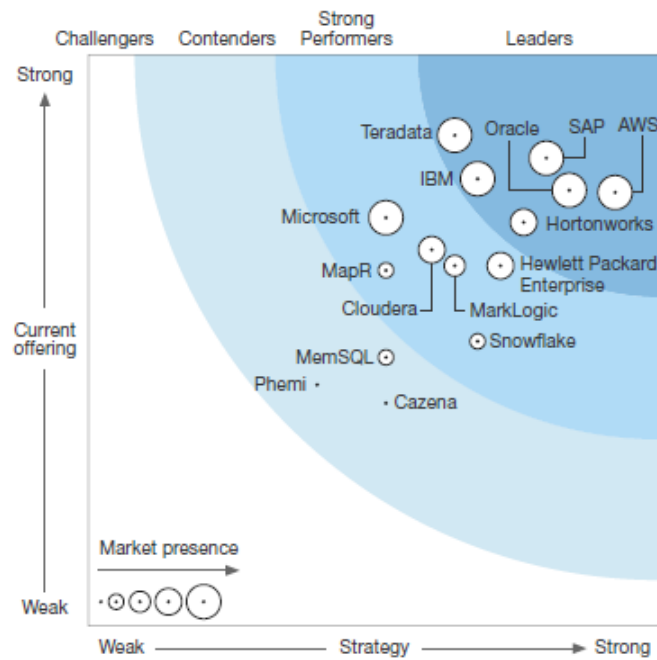 Challengers
Contenders
Strong
Performers
Leaders
Strong
Current
offering
Weak
Teradata
Oracle
SAP
AWS
IBM
Microsoft
Hortonworks
MapR
Hewlett Packard
Enterprise
Cloudera
MarkLogic
Snowflake
MemSQL
Phemi
Cazena
Market presence
Weak
Strategy
Strong